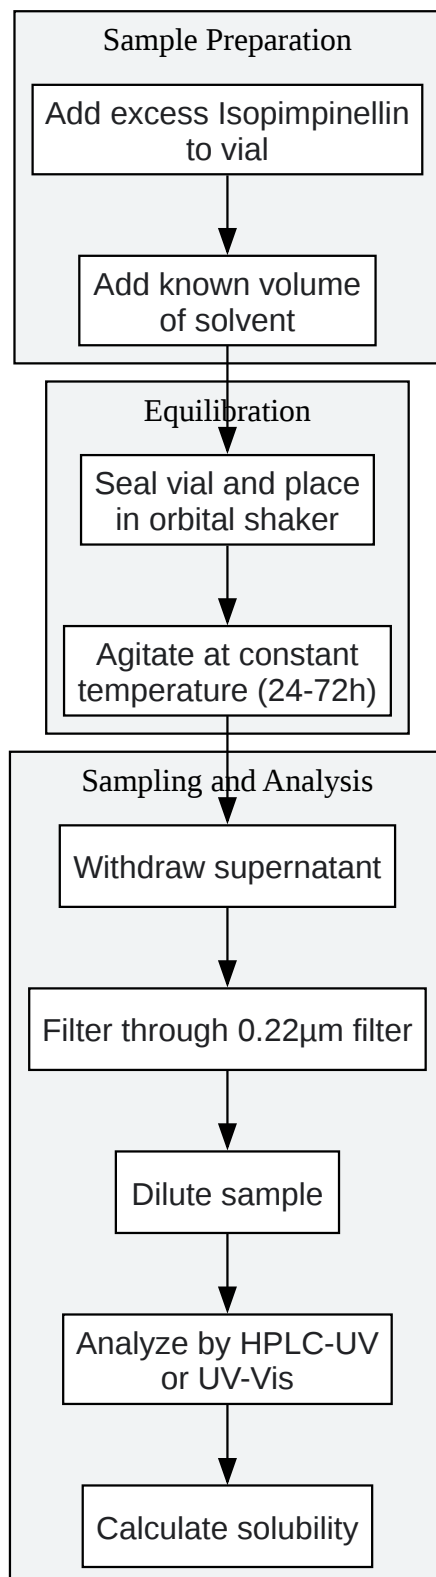 Sample Preparation
Add excess Isopimpinellin
to vial
Add known volume
of solvent
Equilibration
Seal vial and place
in orbital shaker
Agitate at constant
temperature (24-72h)
Sampling and Analysis
Withdraw supernatant
Filter through 0.22µm filter
Dilute sample
Analyze by HPLC-UV
or UV-Vis
Calculate solubility